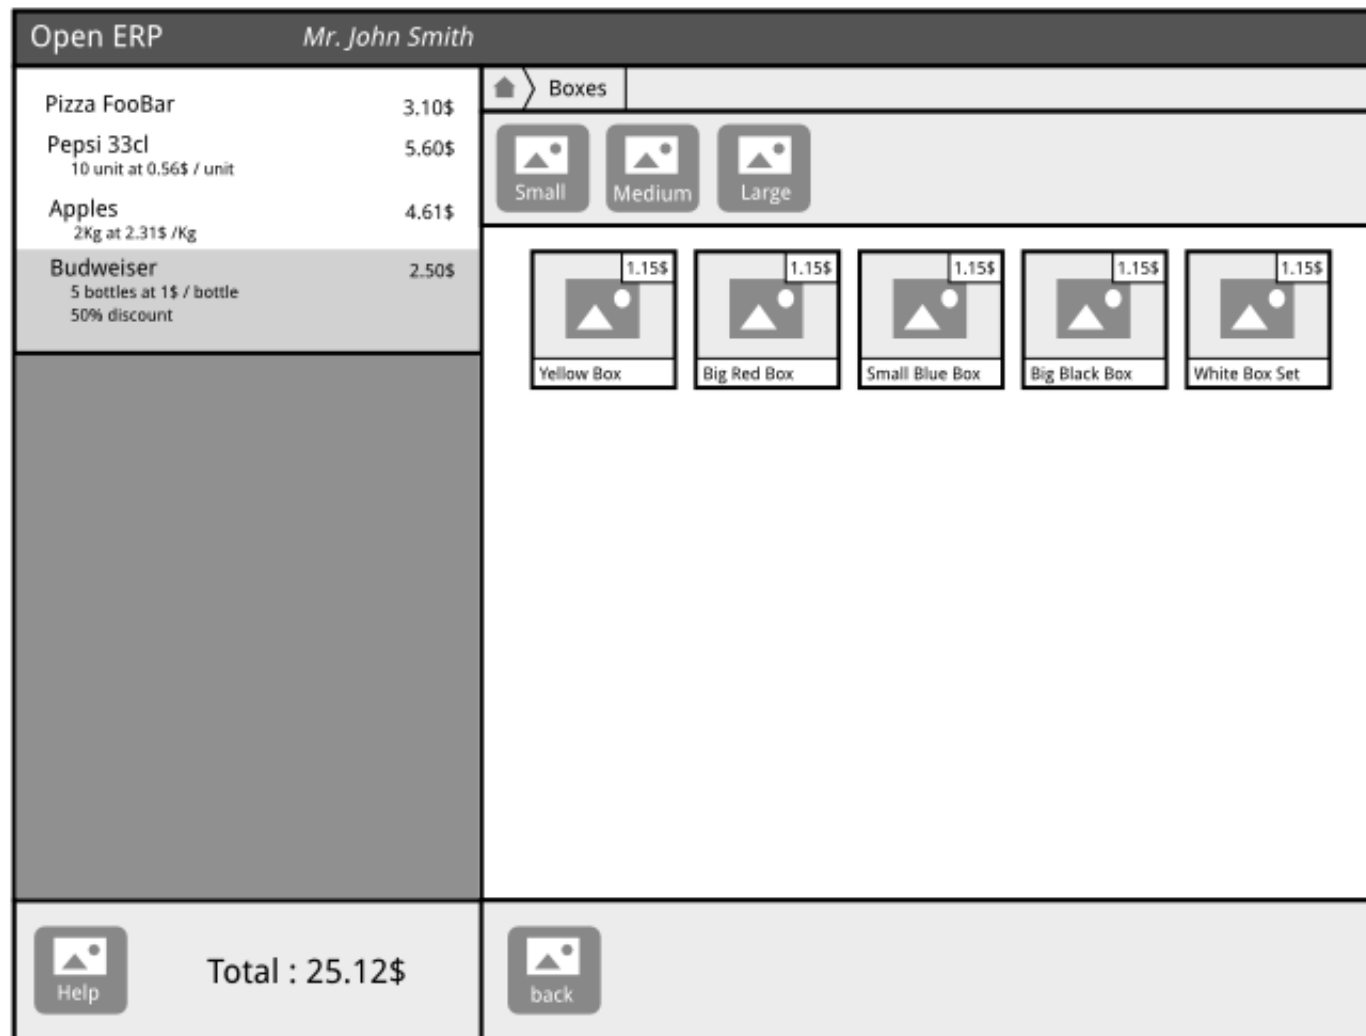 Open ERP
Mr. John Smith
Pizza FooBar 3.10$
Pepsi 33cl 5.60$
10 unit at 0.56$ / unit
Apples 4.61$
2Kg at 2.31$ /Kg
Budweiser 2.50$
5 bottles at 1$ / bottle
50% discount
Help
Total : 25.12$
Boxes
Small
Medium
Large
1.15$
Yellow Box
1.15$
Big Red Box
1.15$
Small Blue Box
1.15$
Big Black Box
1.15$
White Box Set
back